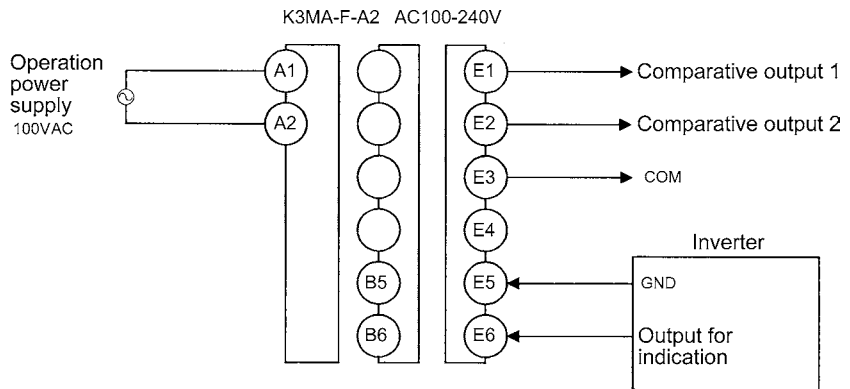 K3MA-F-A2 AC100-240V
Operation
power
supply
100VAC
A1
A2
B5
B6
E1
E2
E3
E4
E5
E6
Comparative output 1
Comparative output 2
COM
Inverter
GND
Output for
indication